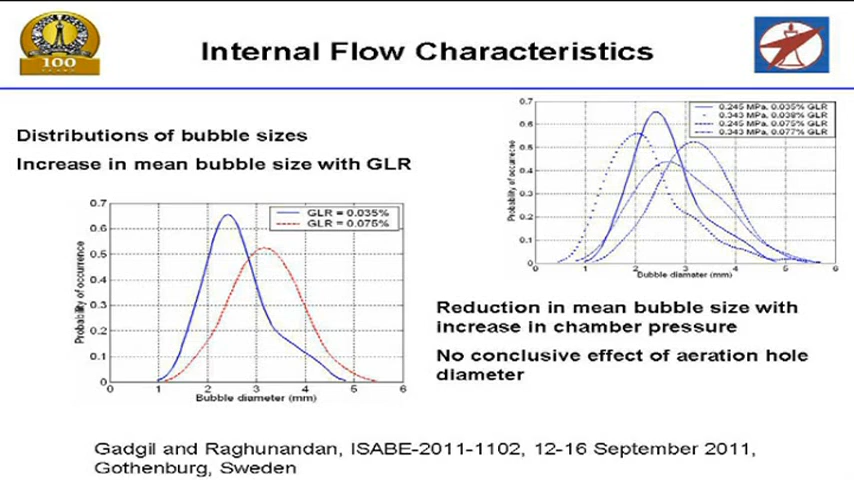 Internal Flow Characteristics
100
YEARS
Distributions of bubble sizes
Increase in mean bubble size with GLR
0.7
0.6
0.5
0.4
0.3
0.2
0.1
0
Probability of occurrence
GLR = 0.035%
GLR = 0.075%
0 1 2 3 4 5 6
Bubble diameter (mm)
0.7
0.6
0.5
0.4
0.3
0.2
0.1
0
Probability of occurrence
0.245 MPa, 0.035% GLR
0.343 MPa, 0.038% GLR
0.245 MPa, 0.075% GLR
0.343 MPa, 0.077% GLR
0 1 2 3 4 5 6
Bubble diameter (mm)
Reduction in mean bubble size with
increase in chamber pressure
No conclusive effect of aeration hole
diameter
Gadgil and Raghunandan, ISABE-2011-1102, 12-16 September 2011,
Gothenburg, Sweden